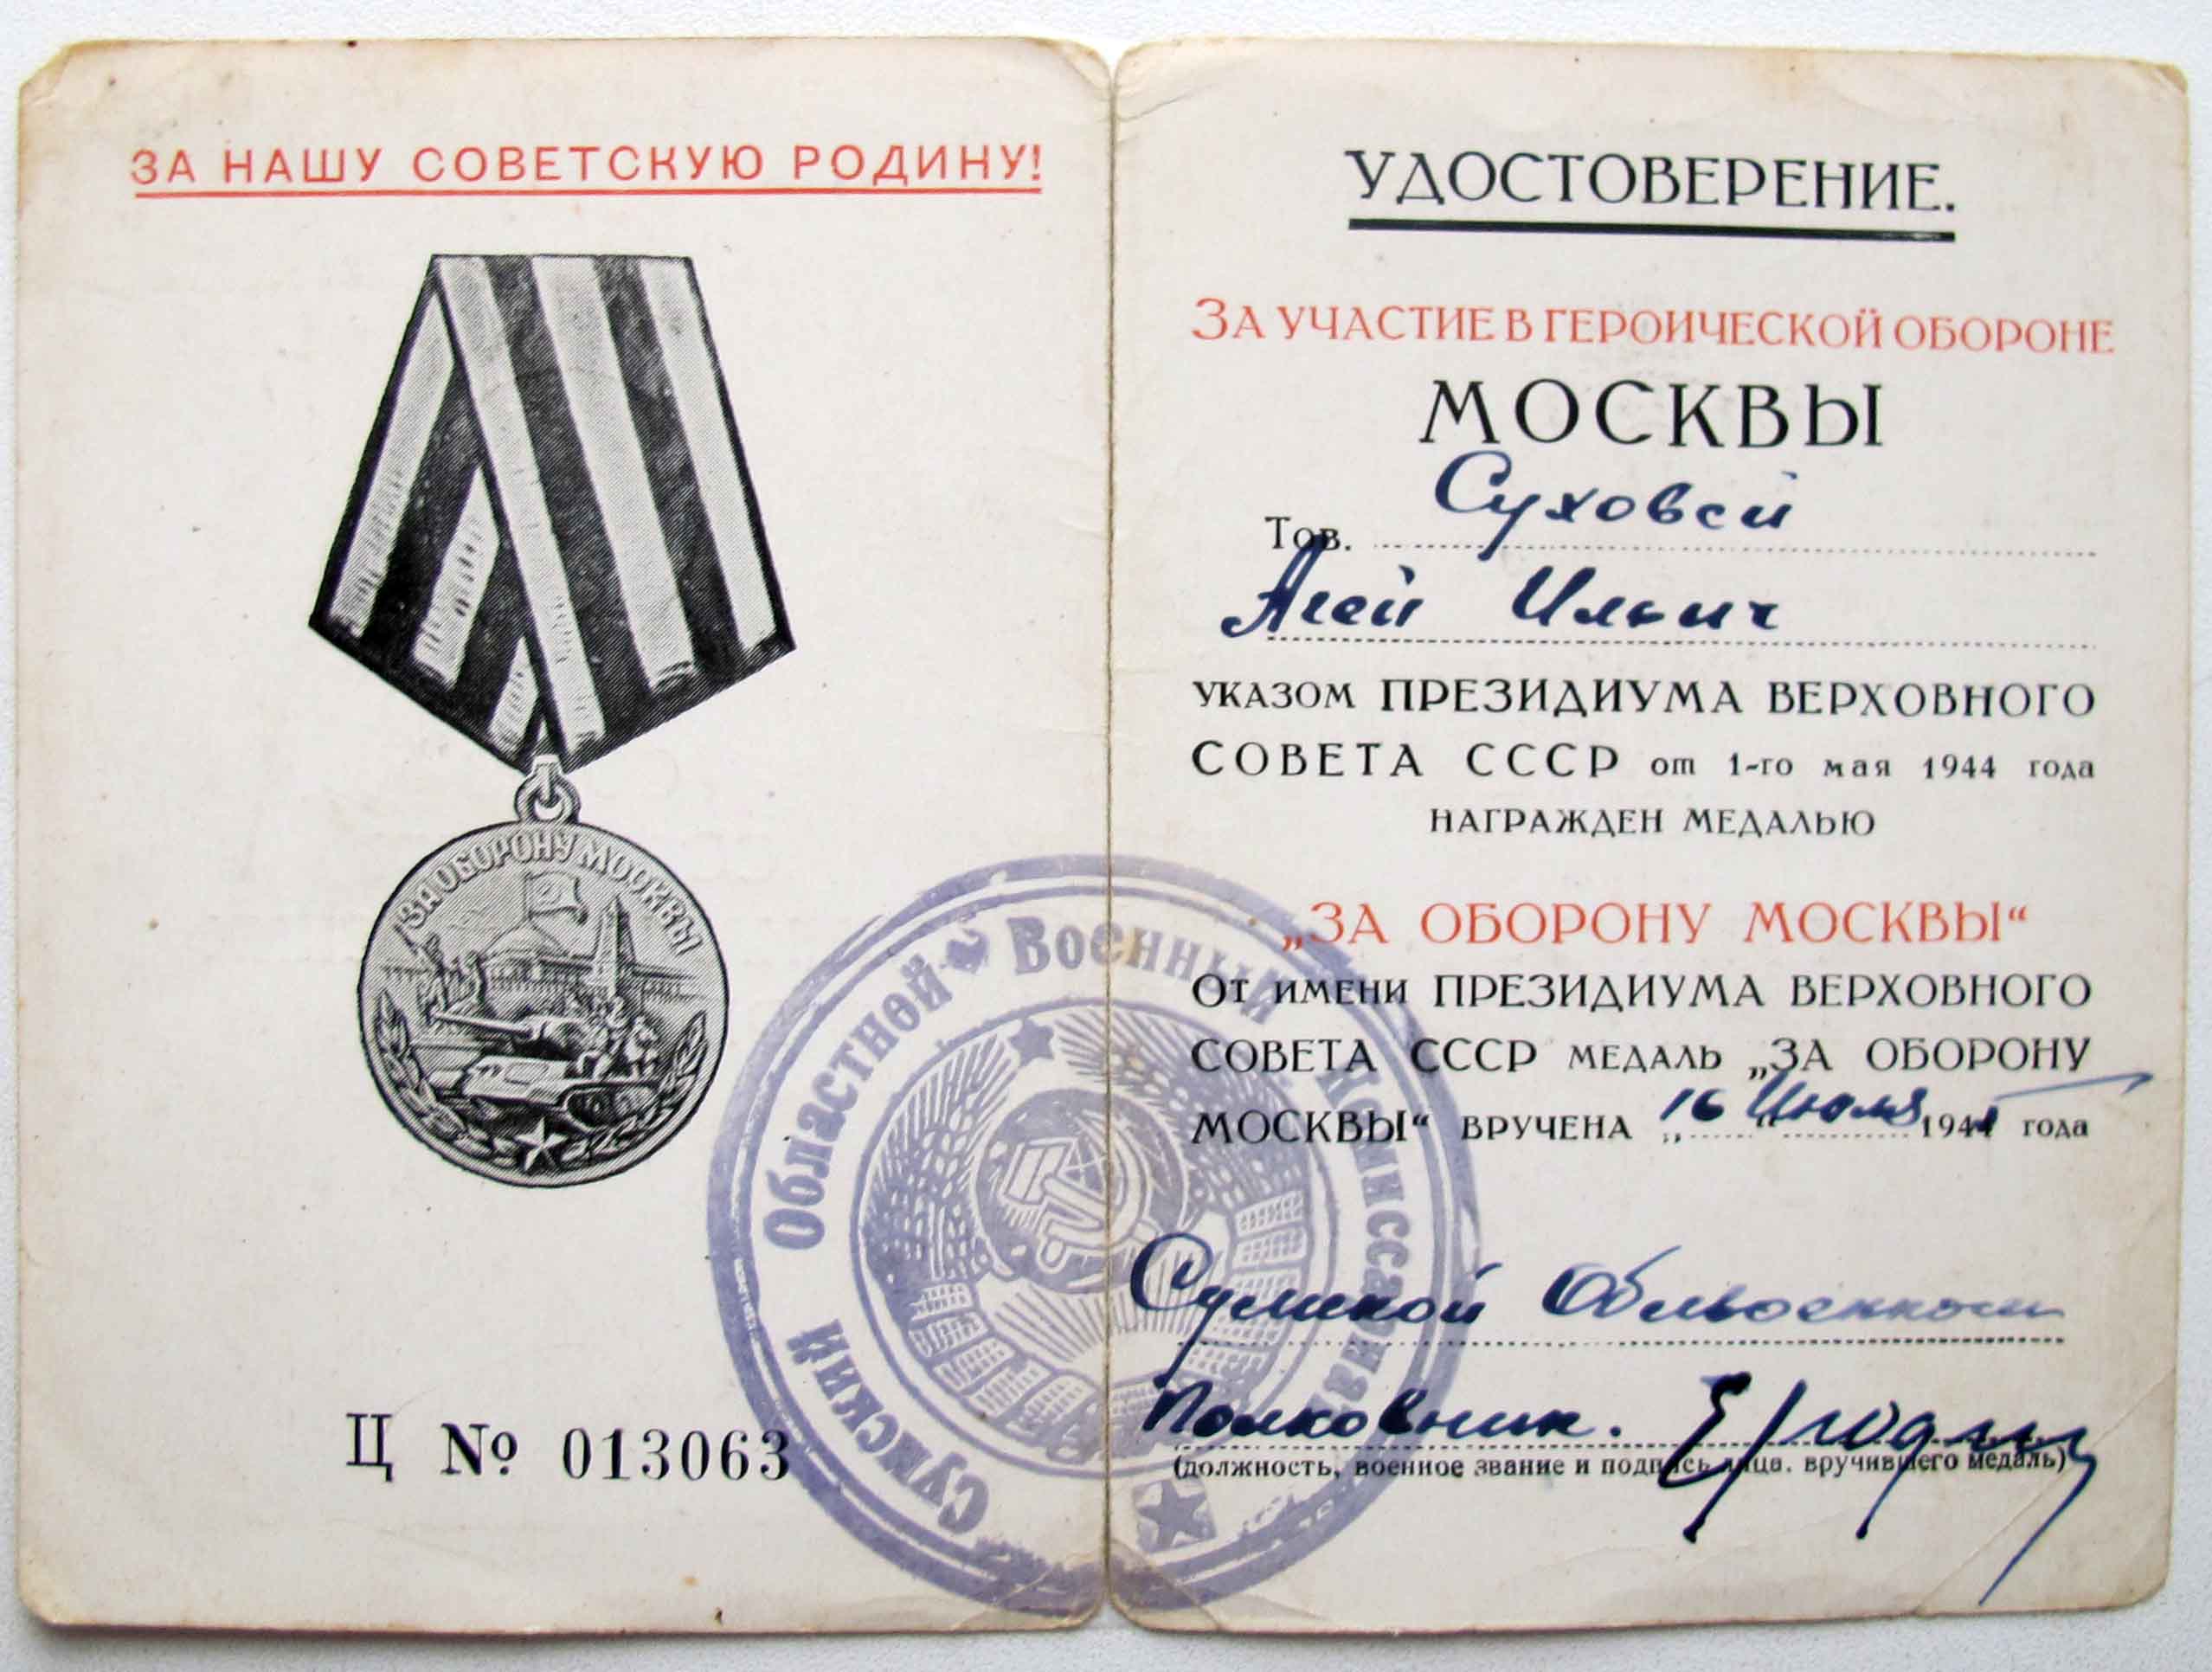 ЗА НАШУ СОВЕТСКУЮ РОДИНУ!
ЗА ОБОРОНУ МОСКВЫ
Ц № 013063
УДОСТОВЕРЕНИЕ.
ЗА УЧАСТИЕ В ГЕРОИЧЕСКОЙ ОБОРОНЕ
МОСКВЫ
Тов. Суховей
Агей Ильич
УКАЗОМ ПРЕЗИДИУМА ВЕРХОВНОГО
СОВЕТА СССР от 1-го мая 1944 года
НАГРАЖДЕН МЕДАЛЬЮ
„ЗА ОБОРОНУ МОСКВЫ“
От имени ПРЕЗИДИУМА ВЕРХОВНОГО
СОВЕТА СССР МЕДАЛЬ „ЗА ОБОРОНУ
МОСКВЫ“ ВРУЧЕНА „16“ Июля 1945 года
Сумской
Полковник.
(должность, военное звание и подпись лица, вручившего медаль)
Сумский Областной Военный Комиссариат